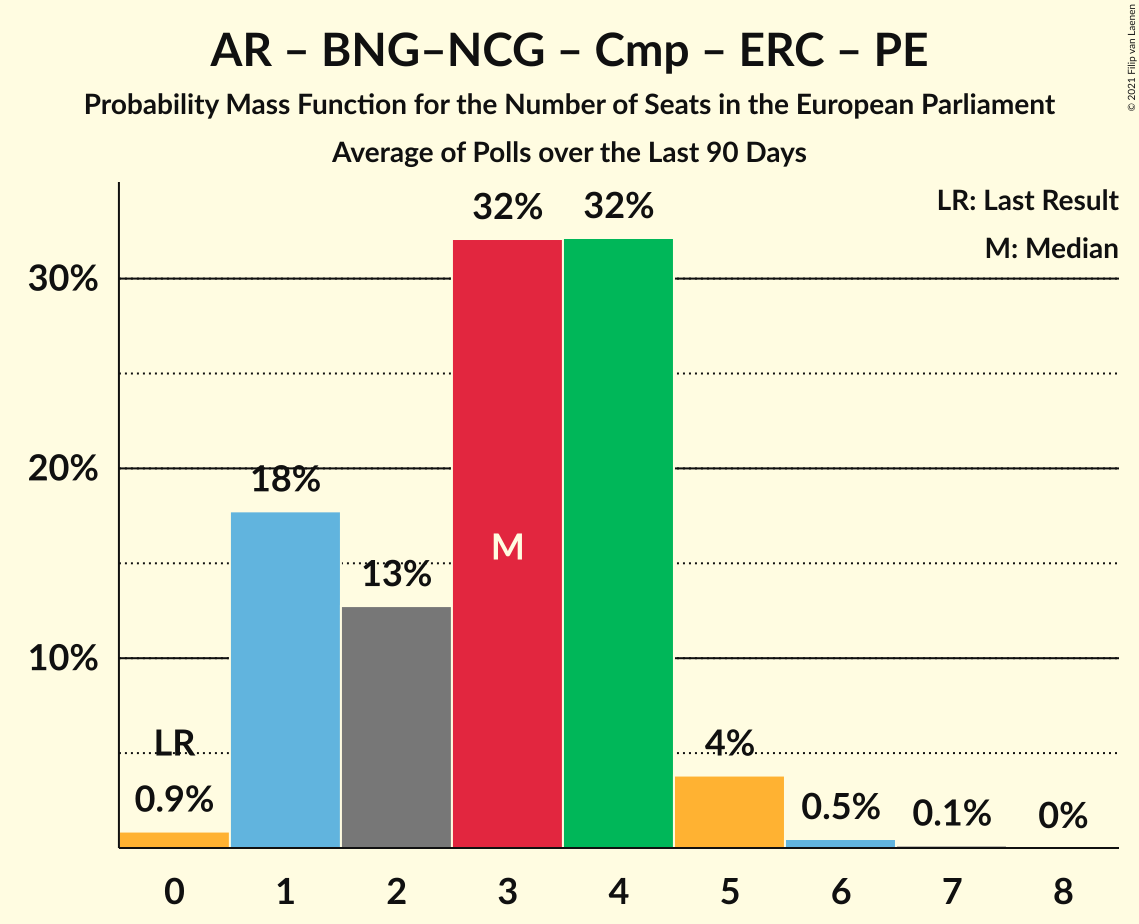 AR – BNG–NCG – Cmp – ERC – PE
Probability Mass Function for the Number of Seats in the European Parliament
Average of Polls over the Last 90 Days
© 2021 Filip van Laenen
LR: Last Result
M: Median
30%
20%
10%
LR
0.9%
18%
13%
32%
M
32%
4%
0.5%
0.1%
0%
0 1 2 3 4 5 6 7 8